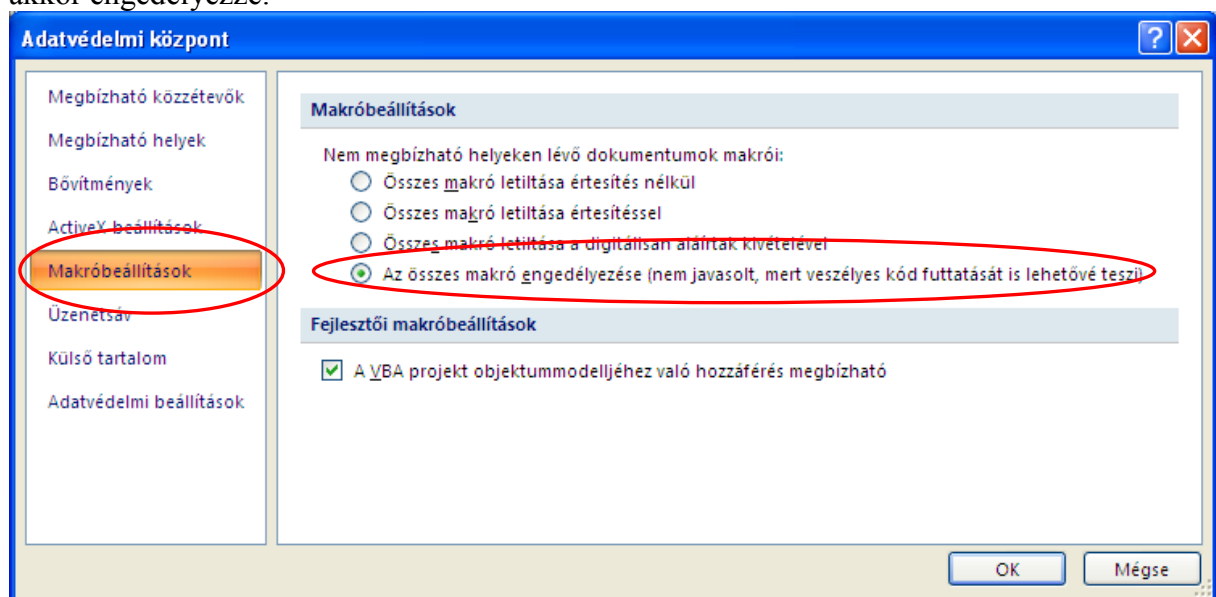 akkor engedélyezze.
Adatvédelmi központ
Megbízható közzétevők
Megbízható helyek
Bővítmények
ActiveX-beállítások
Makróbeállítások
Üzenetsáv
Külső tartalom
Adatvédelmi beállítások
Makróbeállítások
Nem megbízható helyeken lévő dokumentumok makrói:
Összes makró letiltása értesítés nélkül
Összes makró letiltása értesítéssel
Összes makró letiltása a digitálisan aláírtak kivételével
Az összes makró engedélyezése (nem javasolt, mert veszélyes kód futtatását is lehetővé teszi)
Fejlesztői makróbeállítások
A VBA projekt objektummodelljéhez való hozzáférés megbízható
OK
Mégse